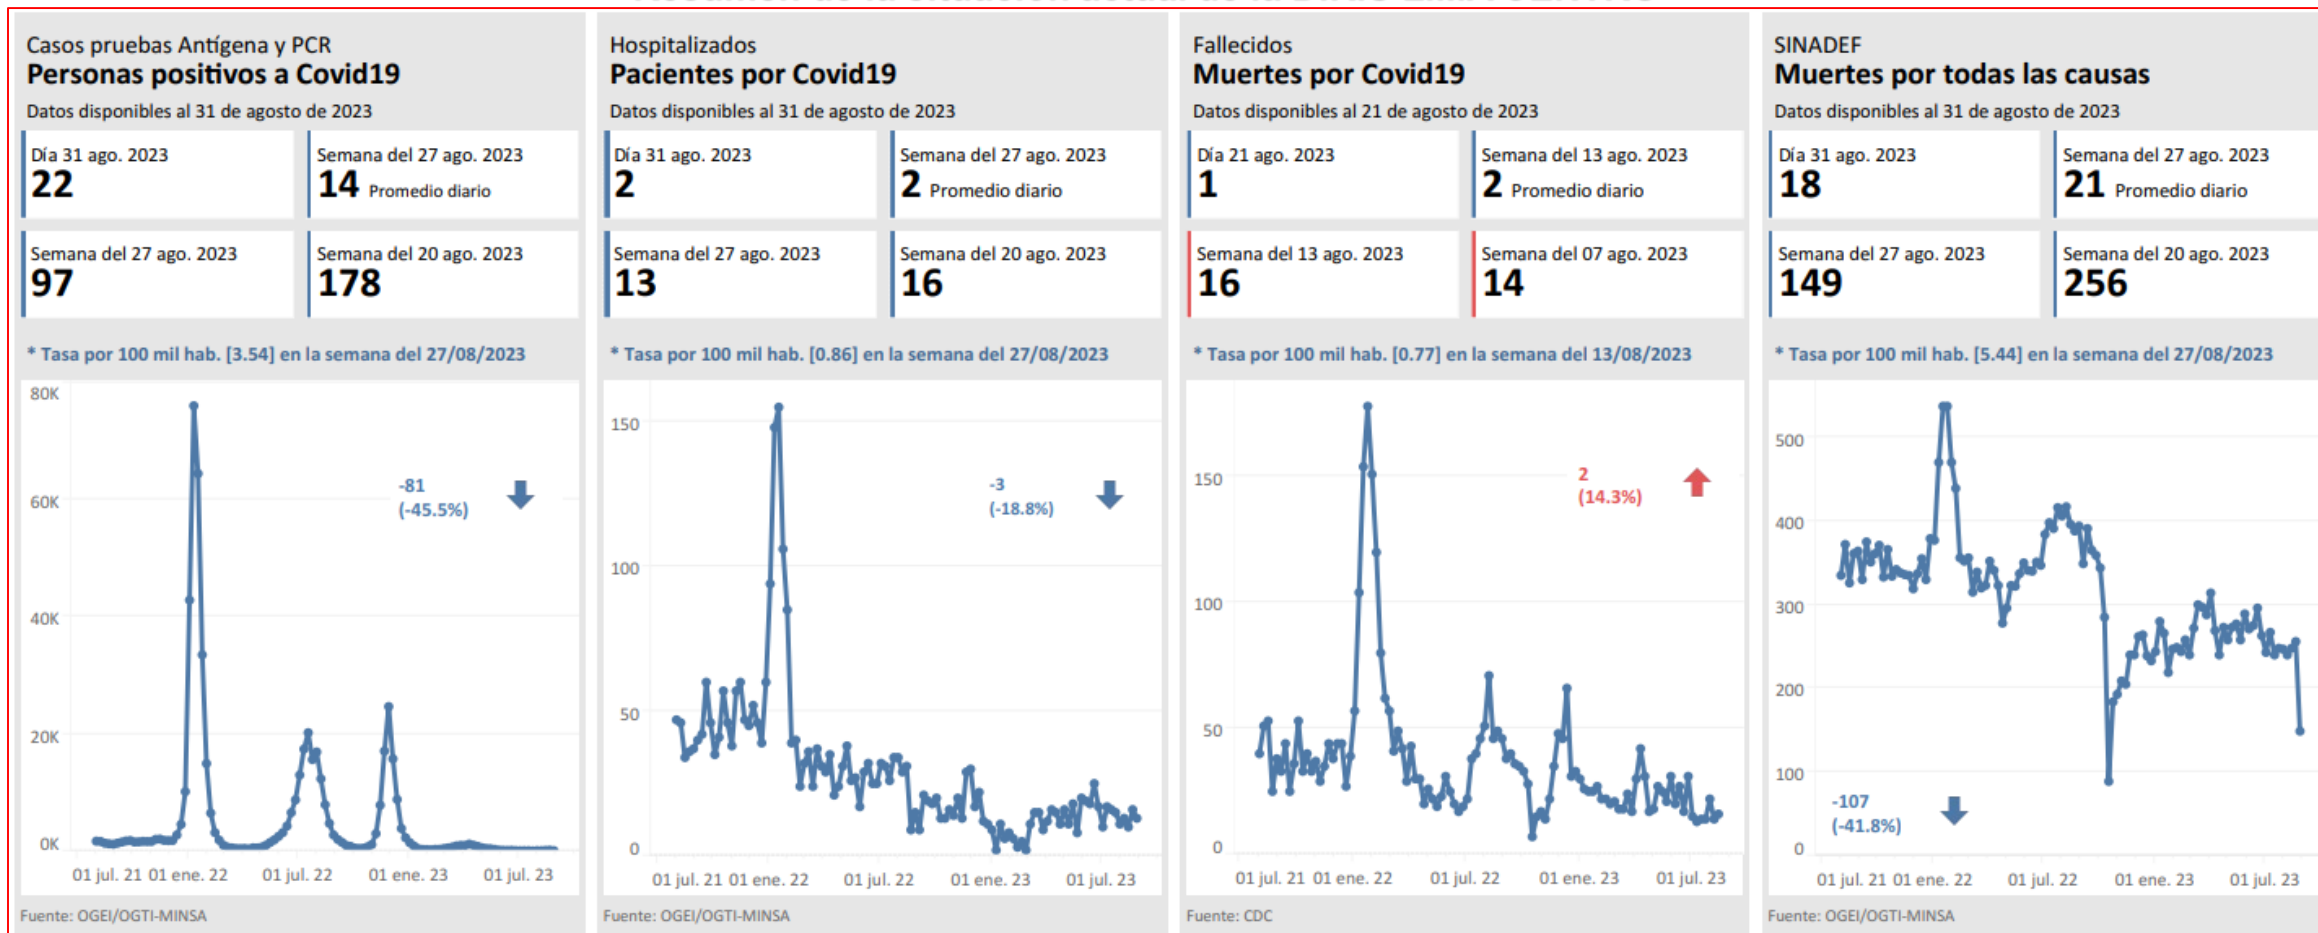 Casos pruebas Antígena y PCR
Personas positivos a Covid19
Datos disponibles al 31 de agosto de 2023
Día 31 ago. 2023
22
Semana del 27 ago. 2023
14 Promedio diario
Semana del 27 ago. 2023
97
Semana del 20 ago. 2023
178
* Tasa por 100 mil hab. [3.54] en la semana del 27/08/2023
80K
60K
40K
20K
0K
-81
(-45.5%)
01 jul. 21 01 ene. 22 01 jul. 22 01 ene. 23 01 jul. 23
Fuente: OGEI/OGTI-MINSA
Hospitalizados
Pacientes por Covid19
Datos disponibles al 31 de agosto de 2023
Día 31 ago. 2023
2
Semana del 27 ago. 2023
2 Promedio diario
Semana del 27 ago. 2023
13
Semana del 20 ago. 2023
16
* Tasa por 100 mil hab. [0.86] en la semana del 27/08/2023
150
100
50
0
-3
(-18.8%)
01 jul. 21 01 ene. 22 01 jul. 22 01 ene. 23 01 jul. 23
Fuente: OGEI/OGTI-MINSA
Fallecidos
Muertes por Covid19
Datos disponibles al 21 de agosto de 2023
Día 21 ago. 2023
1
Semana del 13 ago. 2023
2 Promedio diario
Semana del 13 ago. 2023
16
Semana del 07 ago. 2023
14
* Tasa por 100 mil hab. [0.77] en la semana del 13/08/2023
150
100
50
0
2
(14.3%)
01 jul. 21 01 ene. 22 01 jul. 22 01 ene. 23 01 jul. 23
Fuente: CDC
SINADEF
Muertes por todas las causas
Datos disponibles al 31 de agosto de 2023
Día 31 ago. 2023
18
Semana del 27 ago. 2023
21 Promedio diario
Semana del 27 ago. 2023
149
Semana del 20 ago. 2023
256
* Tasa por 100 mil hab. [5.44] en la semana del 27/08/2023
500
400
300
200
100
0
-107
(-41.8%)
01 jul. 21 01 ene. 22 01 jul. 22 01 ene. 23 01 jul. 23
Fuente: OGEI/OGTI-MINSA